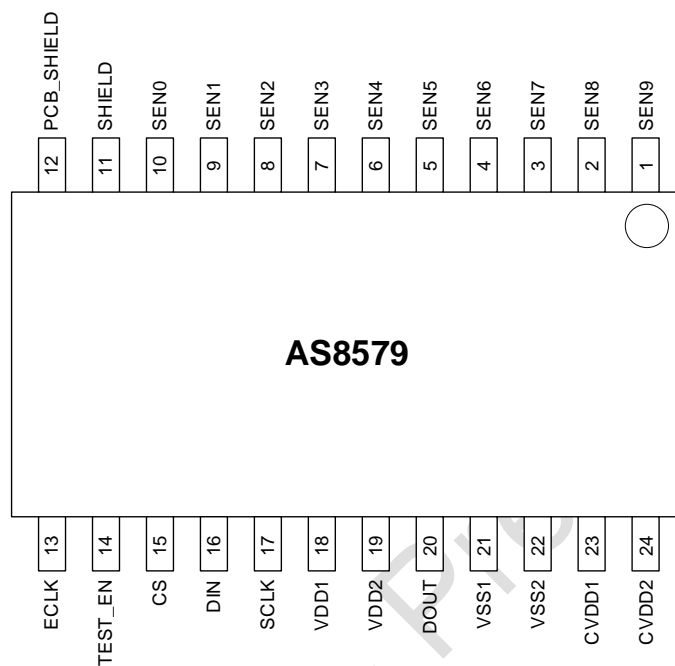 PCB_SHIELD
SHIELD
SEN0
SEN1
SEN2
SEN3
SEN4
SEN5
SEN6
SEN7
SEN8
SEN9
12
11
10
9
8
7
6
5
4
3
2
1
AS8579
13
14
15
16
17
18
19
20
21
22
23
24
ECLK
TEST_EN
CS
DIN
SCLK
VDD1
VDD2
DOUT
VSS1
VSS2
CVDD1
CVDD2